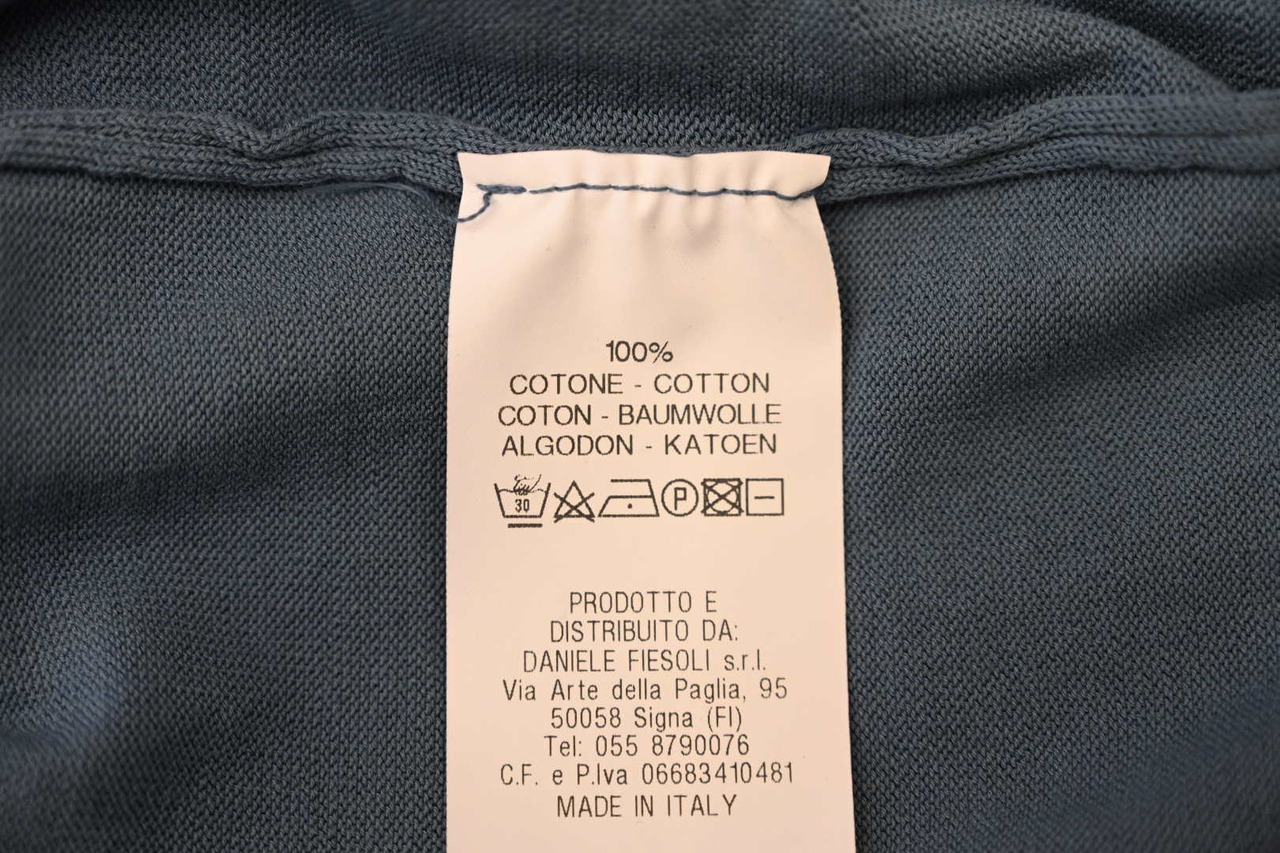 100%
COTONE - COTTON
COTON - BAUMWOLLE
ALGODON - KATOEN
30 P
PRODOTTO E
DISTRIBUITO DA:
DANIELE FIESOLI s.r.l.
Via Arte della Paglia, 95
50058 Signa (FI)
Tel: 055 8790076
C.F. e P.Iva 06683410481
MADE IN ITALY